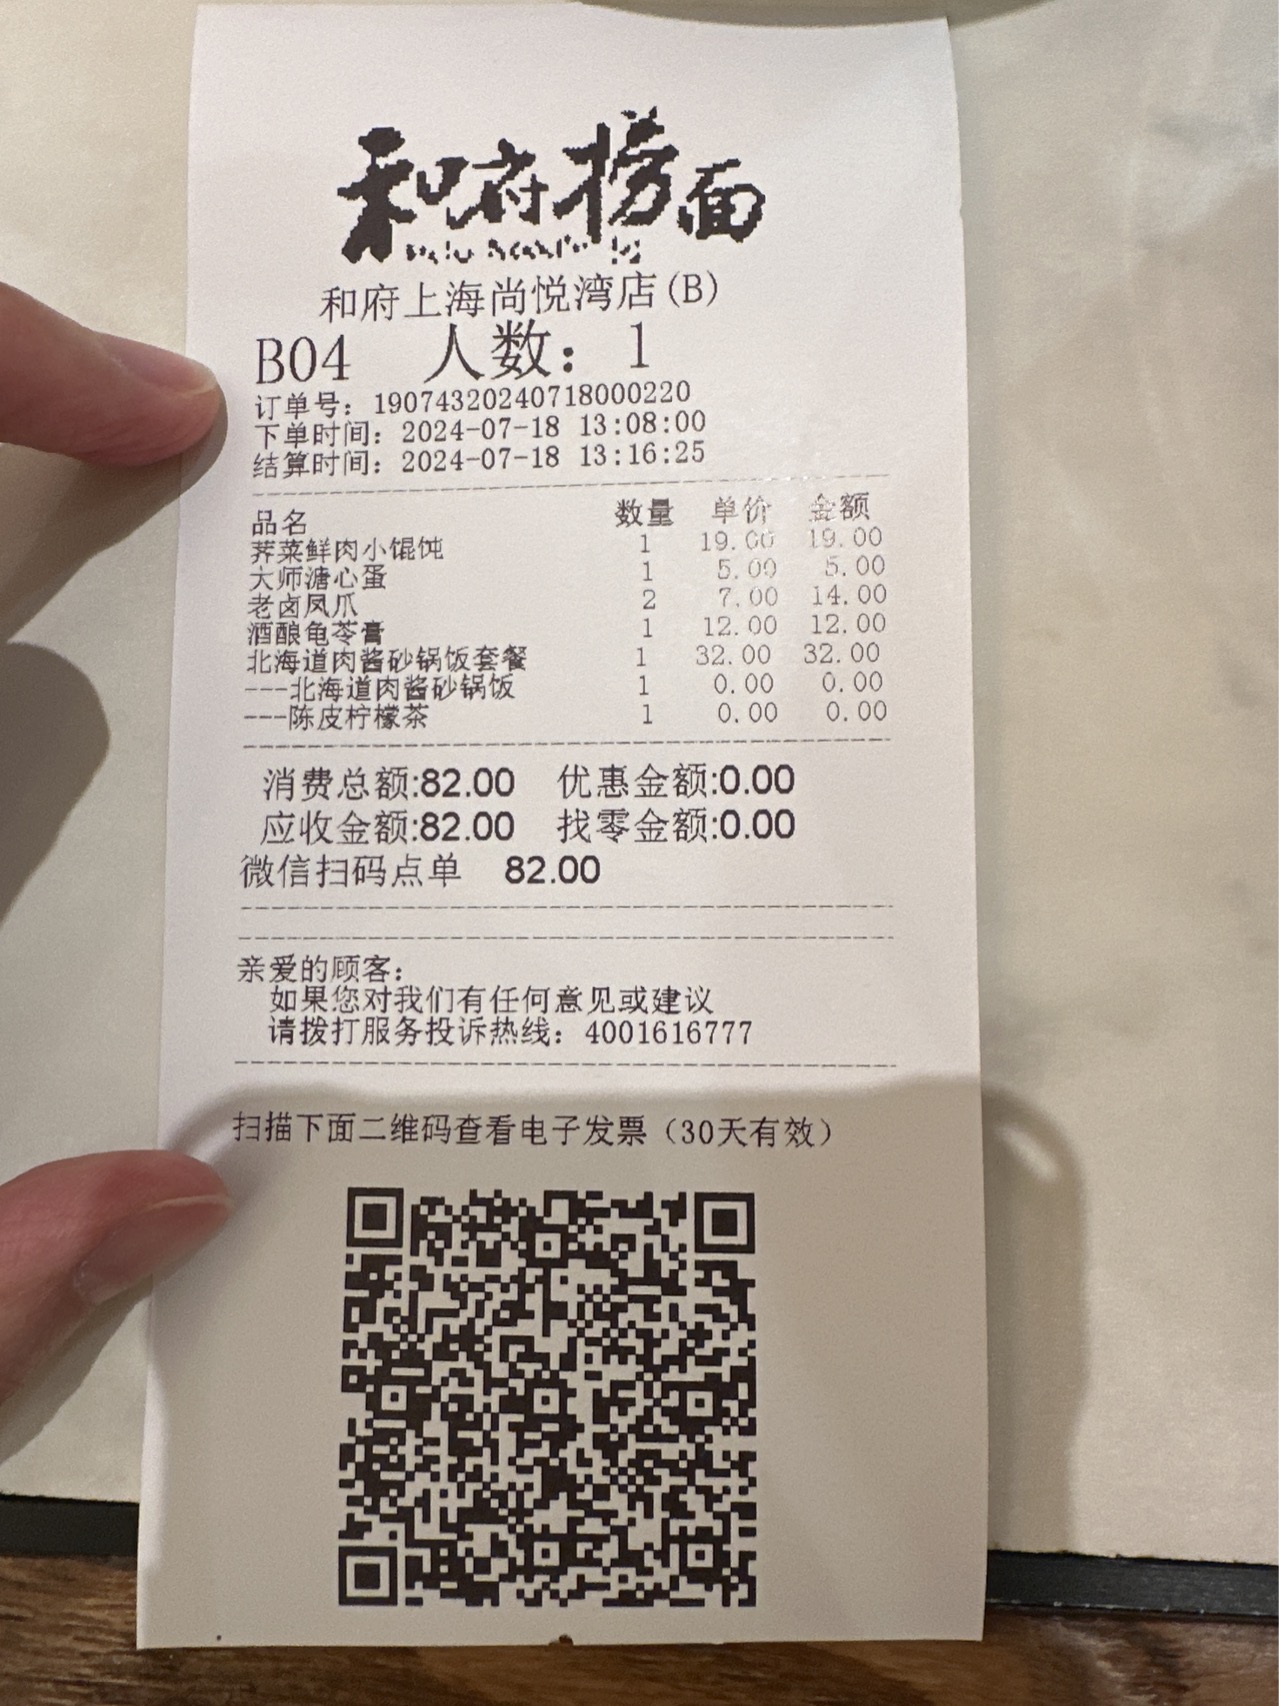 和府捞面
和府上海尚悦湾店(B)
B04 人数：1
订单号：19074320240718000220
下单时间：2024-07-18 13:08:00
结算时间：2024-07-18 13:16:25
品名 数量 单价 金额
荠菜鲜肉小馄饨 1 19.00 19.00
大师溏心蛋 1 5.00 5.00
老卤凤爪 2 7.00 14.00
酒酿龟苓膏 1 12.00 12.00
北海道肉酱砂锅饭套餐 1 32.00 32.00
---北海道肉酱砂锅饭 1 0.00 0.00
---陈皮柠檬茶 1 0.00 0.00
消费总额:82.00 优惠金额:0.00
应收金额:82.00 找零金额:0.00
微信扫码点单 82.00
亲爱的顾客：
如果您对我们有任何意见或建议
请拨打服务投诉热线：4001616777
扫描下面二维码查看电子发票（30天有效）